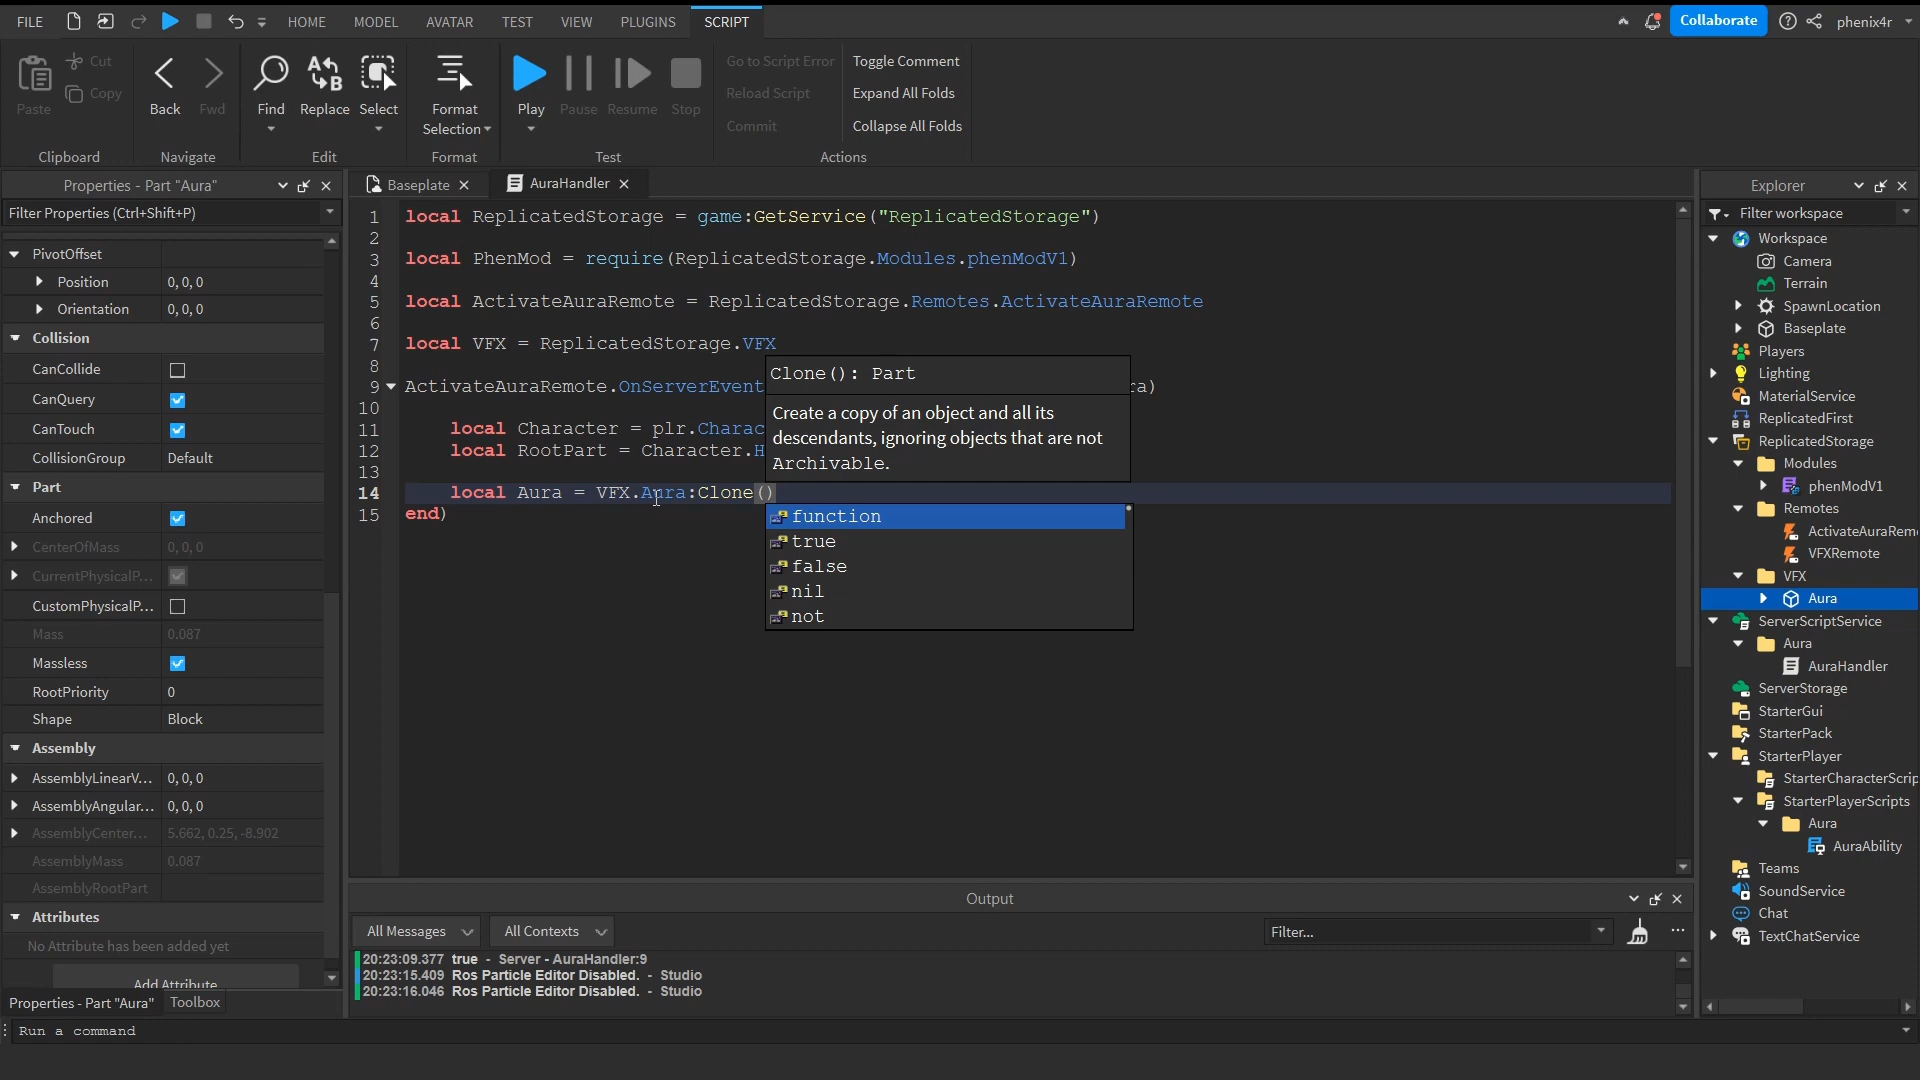 FILE HOME MODEL AVATAR TEST VIEW PLUGINS SCRIPT Collaborate phenix4r
Paste Cut Copy Back Fwd Find Replace Select Format Selection Play Pause Resume Stop Go to Script Error Toggle Comment
Reload Script Expand All Folds
Commit Collapse All Folds
Clipboard Navigate Edit Format Test Actions
Properties - Part "Aura"
Filter Properties (Ctrl+Shift+P)
PivotOffset
Position 0, 0, 0
Orientation 0, 0, 0
Collision
CanCollide
CanQuery
CanTouch
CollisionGroup Default
Part
Anchored
CenterOfMass 0, 0, 0
CurrentPhysicalP...
CustomPhysicalP...
Mass 0.087
Massless
RootPriority 0
Shape Block
Assembly
AssemblyLinearV... 0, 0, 0
AssemblyAngular... 0, 0, 0
AssemblyCenter... 5.662, 0.25, -8.902
AssemblyMass 0.087
AssemblyRootPart
Attributes
No Attribute has been added yet
Add Attribute
Properties - Part "Aura" Toolbox
Run a command
Baseplate AuraHandler
1 local ReplicatedStorage = game:GetService("ReplicatedStorage")
2
3 local PhenMod = require(ReplicatedStorage.Modules.phenModV1)
4
5 local ActivateAuraRemote = ReplicatedStorage.Remotes.ActivateAuraRemote
6
7 local VFX = ReplicatedStorage.VFX
8
9 ActivateAuraRemote.OnServerEvent ra)
10
11 local Character = plr.Charac
12 local RootPart = Character.H
13
14 local Aura = VFX.Aura:Clone()
15 end)
Clone(): Part
Create a copy of an object and all its
descendants, ignoring objects that are not
Archivable.
function
true
false
nil
not
Output
All Messages All Contexts Filter...
20:23:09.377 true - Server - AuraHandler:9
20:23:15.409 Ros Particle Editor Disabled. - Studio
20:23:16.046 Ros Particle Editor Disabled. - Studio
Explorer
Filter workspace
Workspace
Camera
Terrain
SpawnLocation
Baseplate
Players
Lighting
MaterialService
ReplicatedFirst
ReplicatedStorage
Modules
phenModV1
Remotes
ActivateAuraRem
VFXRemote
VFX
Aura
ServerScriptService
Aura
AuraHandler
ServerStorage
StarterGui
StarterPack
StarterPlayer
StarterCharacterScrip
StarterPlayerScripts
Aura
AuraAbility
Teams
SoundService
Chat
TextChatService